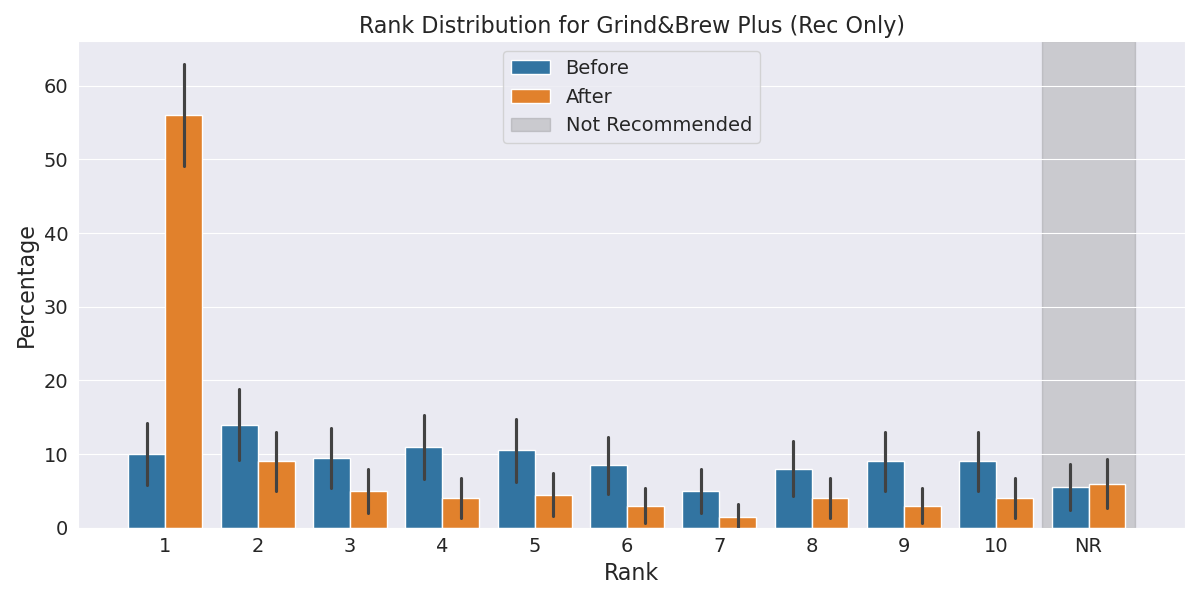 Rank Distribution for Grind&Brew Plus (Rec Only)
Before
After
Not Recommended
Percentage
60
50
40
30
20
10
0
1 2 3 4 5 6 7 8 9 10 NR
Rank